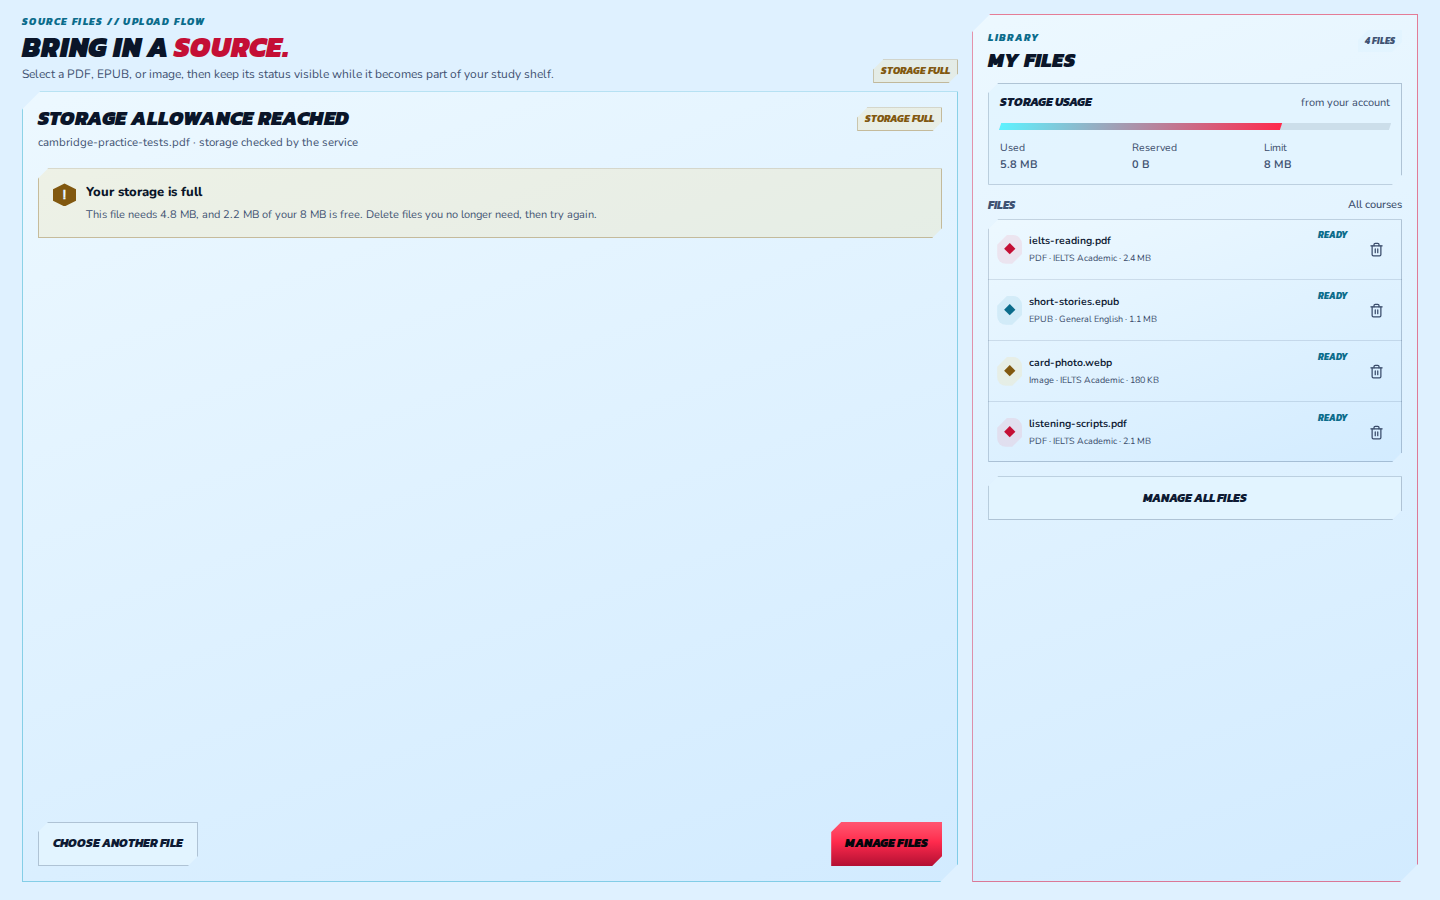 SOURCE FILES // UPLOAD FLOW
BRING IN A SOURCE.
Select a PDF, EPUB, or image, then keep its status visible while it becomes part of your study shelf.
STORAGE FULL
STORAGE ALLOWANCE REACHED
STORAGE FULL
cambridge-practice-tests.pdf · storage checked by the service
!
Your storage is full
This file needs 4.8 MB, and 2.2 MB of your 8 MB is free. Delete files you no longer need, then try again.
CHOOSE ANOTHER FILE
MANAGE FILES
LIBRARY
4 FILES
MY FILES
STORAGE USAGE
from your account
Used
Reserved
Limit
5.8 MB
0 B
8 MB
FILES
All courses
ielts-reading.pdf
READY
PDF · IELTS Academic · 2.4 MB
short-stories.epub
READY
EPUB · General English · 1.1 MB
card-photo.webp
READY
Image · IELTS Academic · 180 KB
listening-scripts.pdf
READY
PDF · IELTS Academic · 2.1 MB
MANAGE ALL FILES